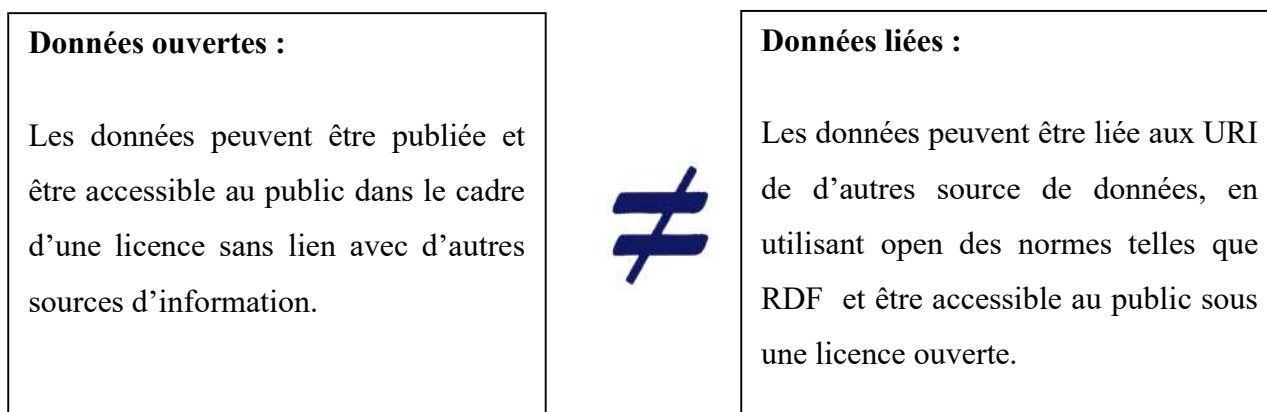 Données ouvertes :
Les données peuvent être publiée et
être accessible au public dans le cadre
d’une licence sans lien avec d’autres
sources d’information.
≠
Données liées :
Les données peuvent être liée aux URI
de d’autres source de données, en
utilisant open des normes telles que
RDF et être accessible au public sous
une licence ouverte.